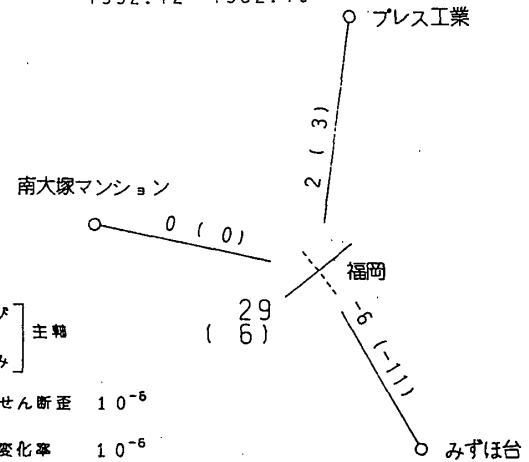 プレス工業
2 ( 3)
南大塚マンション
0 ( 0)
福岡
29
( 6)
び
主軸
み
-6 (-11)
せん断歪 10⁻⁶
変化率 10⁻⁶
みずほ台